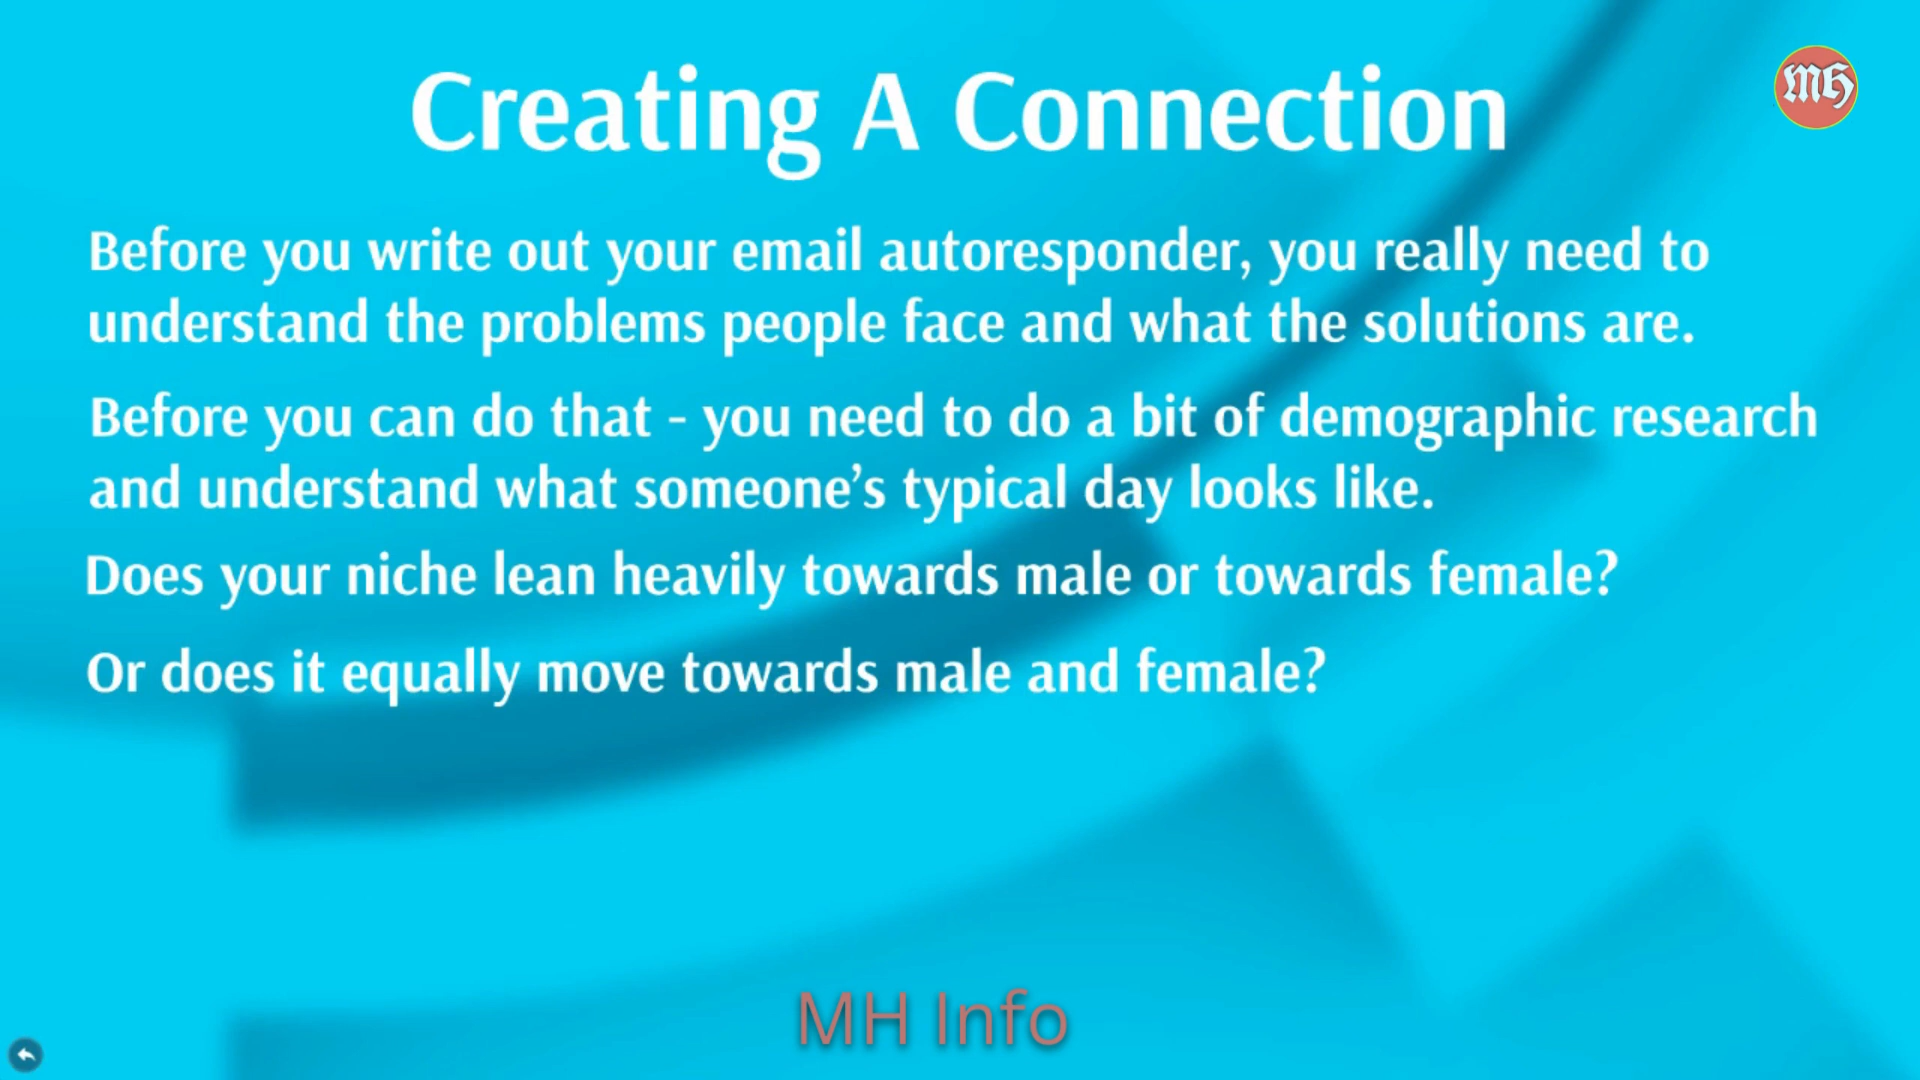 Creating A Connection
MH
Before you write out your email autoresponder, you really need to
understand the problems people face and what the solutions are.
Before you can do that - you need to do a bit of demographic research
and understand what someone’s typical day looks like.
Does your niche lean heavily towards male or towards female?
Or does it equally move towards male and female?
MH Info